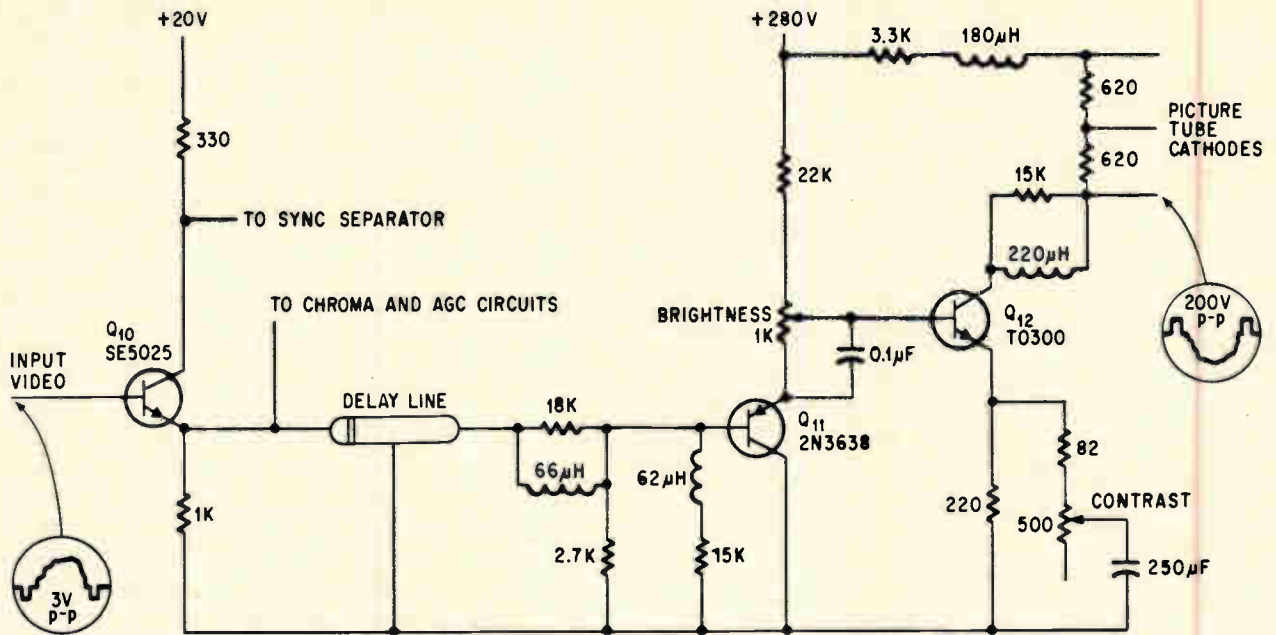 +20V
330
TO SYNC SEPARATOR
TO CHROMA AND AGC CIRCUITS
Q10
SE5025
INPUT
VIDEO
DELAY LINE
18K
66μH
62μH
1K
2.7K
15K
3V
P-P
+280V
3.3K
180μH
620
PICTURE
TUBE
CATHODES
620
22K
15K
220μH
BRIGHTNESS
1K
0.1μF
Q12
T0300
200V
P-P
Q11
2N3638
82
CONTRAST
220
500
250μF